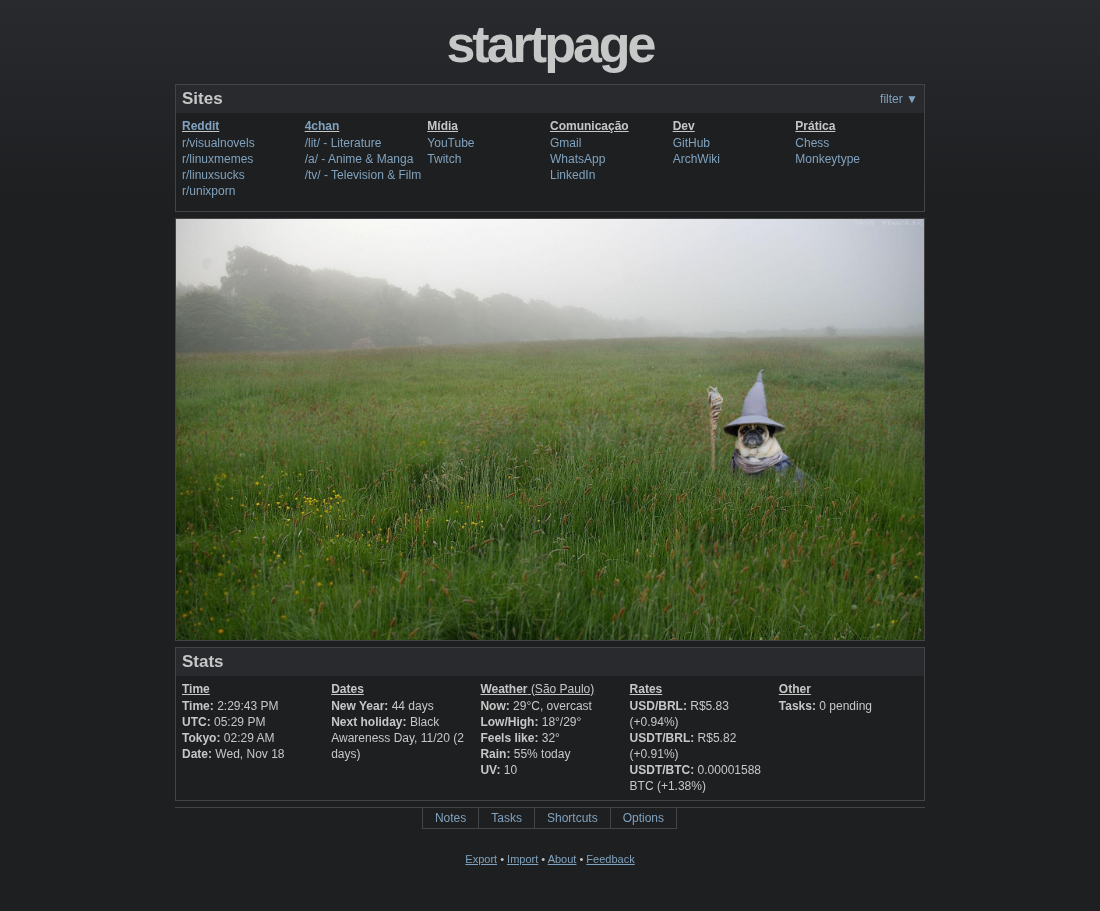 startpage
Sites
filter ▼
Reddit
r/visualnovels
r/linuxmemes
r/linuxsucks
r/unixporn
4chan
/lit/ - Literature
/a/ - Anime & Manga
/tv/ - Television & Film
Mídia
YouTube
Twitch
Comunicação
Gmail
WhatsApp
LinkedIn
Dev
GitHub
ArchWiki
Prática
Chess
Monkeytype
Stats
Time
Time: 2:29:43 PM
UTC: 05:29 PM
Tokyo: 02:29 AM
Date: Wed, Nov 18
Dates
New Year: 44 days
Next holiday: Black
Awareness Day, 11/20 (2
days)
Weather (São Paulo)
Now: 29°C, overcast
Low/High: 18°/29°
Feels like: 32°
Rain: 55% today
UV: 10
Rates
USD/BRL: R$5.83
(+0.94%)
USDT/BRL: R$5.82
(+0.91%)
USDT/BTC: 0.00001588
BTC (+1.38%)
Other
Tasks: 0 pending
Notes
Tasks
Shortcuts
Options
Export • Import • About • Feedback